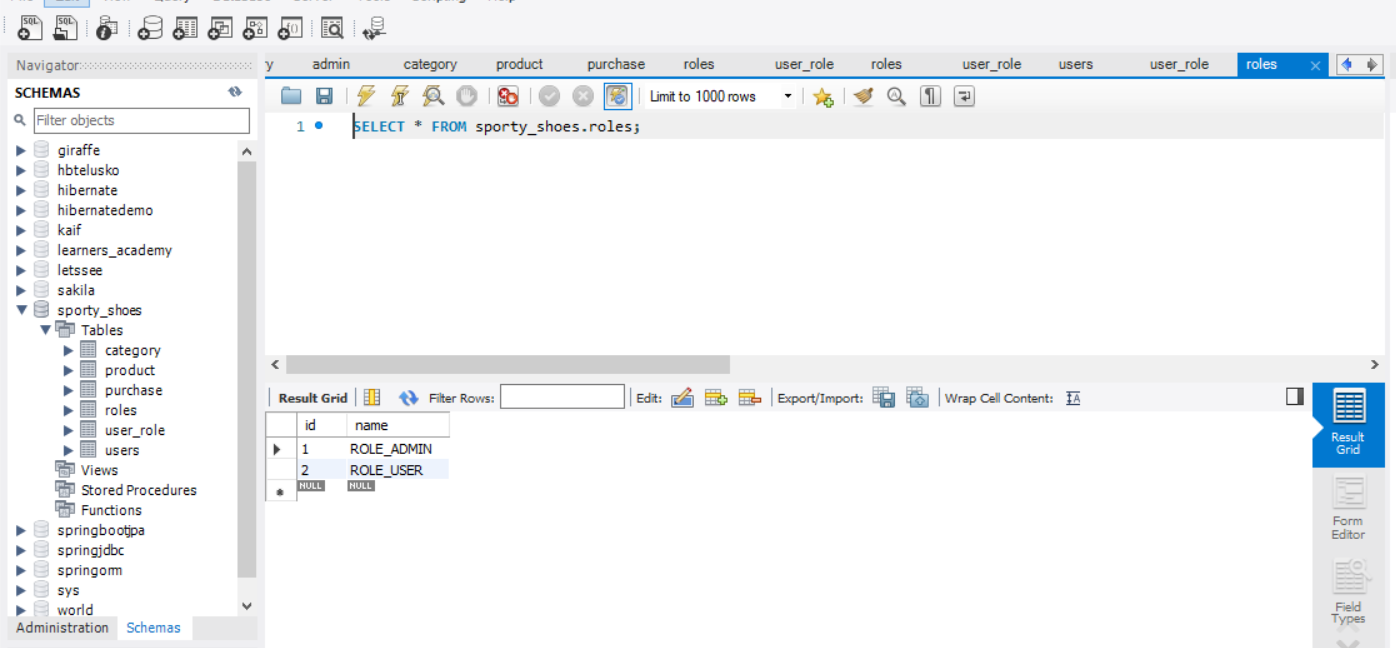 SQL SQL
Navigator
SCHEMAS
Filter objects
giraffe
hbtelusko
hibernate
hibernatedemo
kaif
learners_academy
letssee
sakila
sporty_shoes
Tables
category
product
purchase
roles
user_role
users
Views
Stored Procedures
Functions
springbootjpa
springjdbc
springorm
sys
world
Administration Schemas
y admin category product purchase roles user_role roles user_role users user_role roles
Limit to 1000 rows
1 SELECT * FROM sporty_shoes.roles;
Result Grid Filter Rows: Edit: Export/Import: Wrap Cell Content:
id name
1 ROLE_ADMIN
2 ROLE_USER
NULL NULL
Result
Grid
Form
Editor
Field
Types